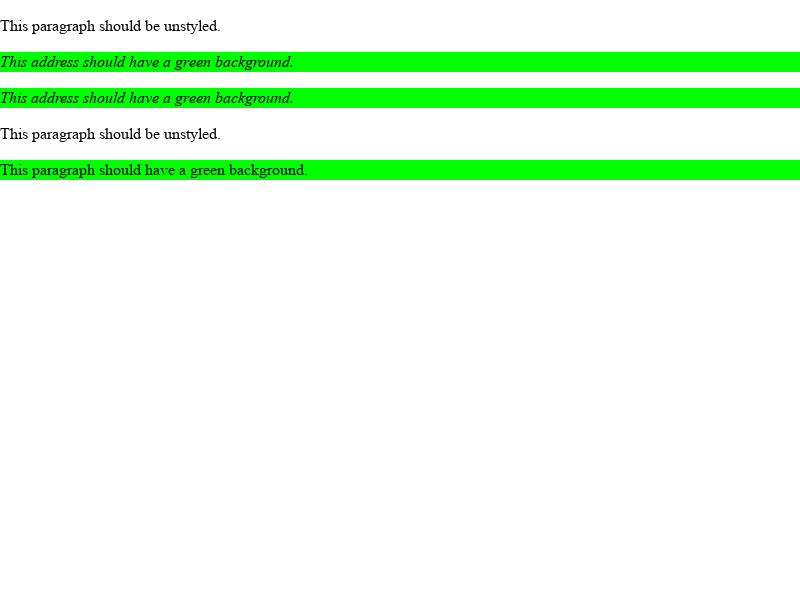 This paragraph should be unstyled.
This address should have a green background.
This address should have a green background.
This paragraph should be unstyled.
This paragraph should have a green background.